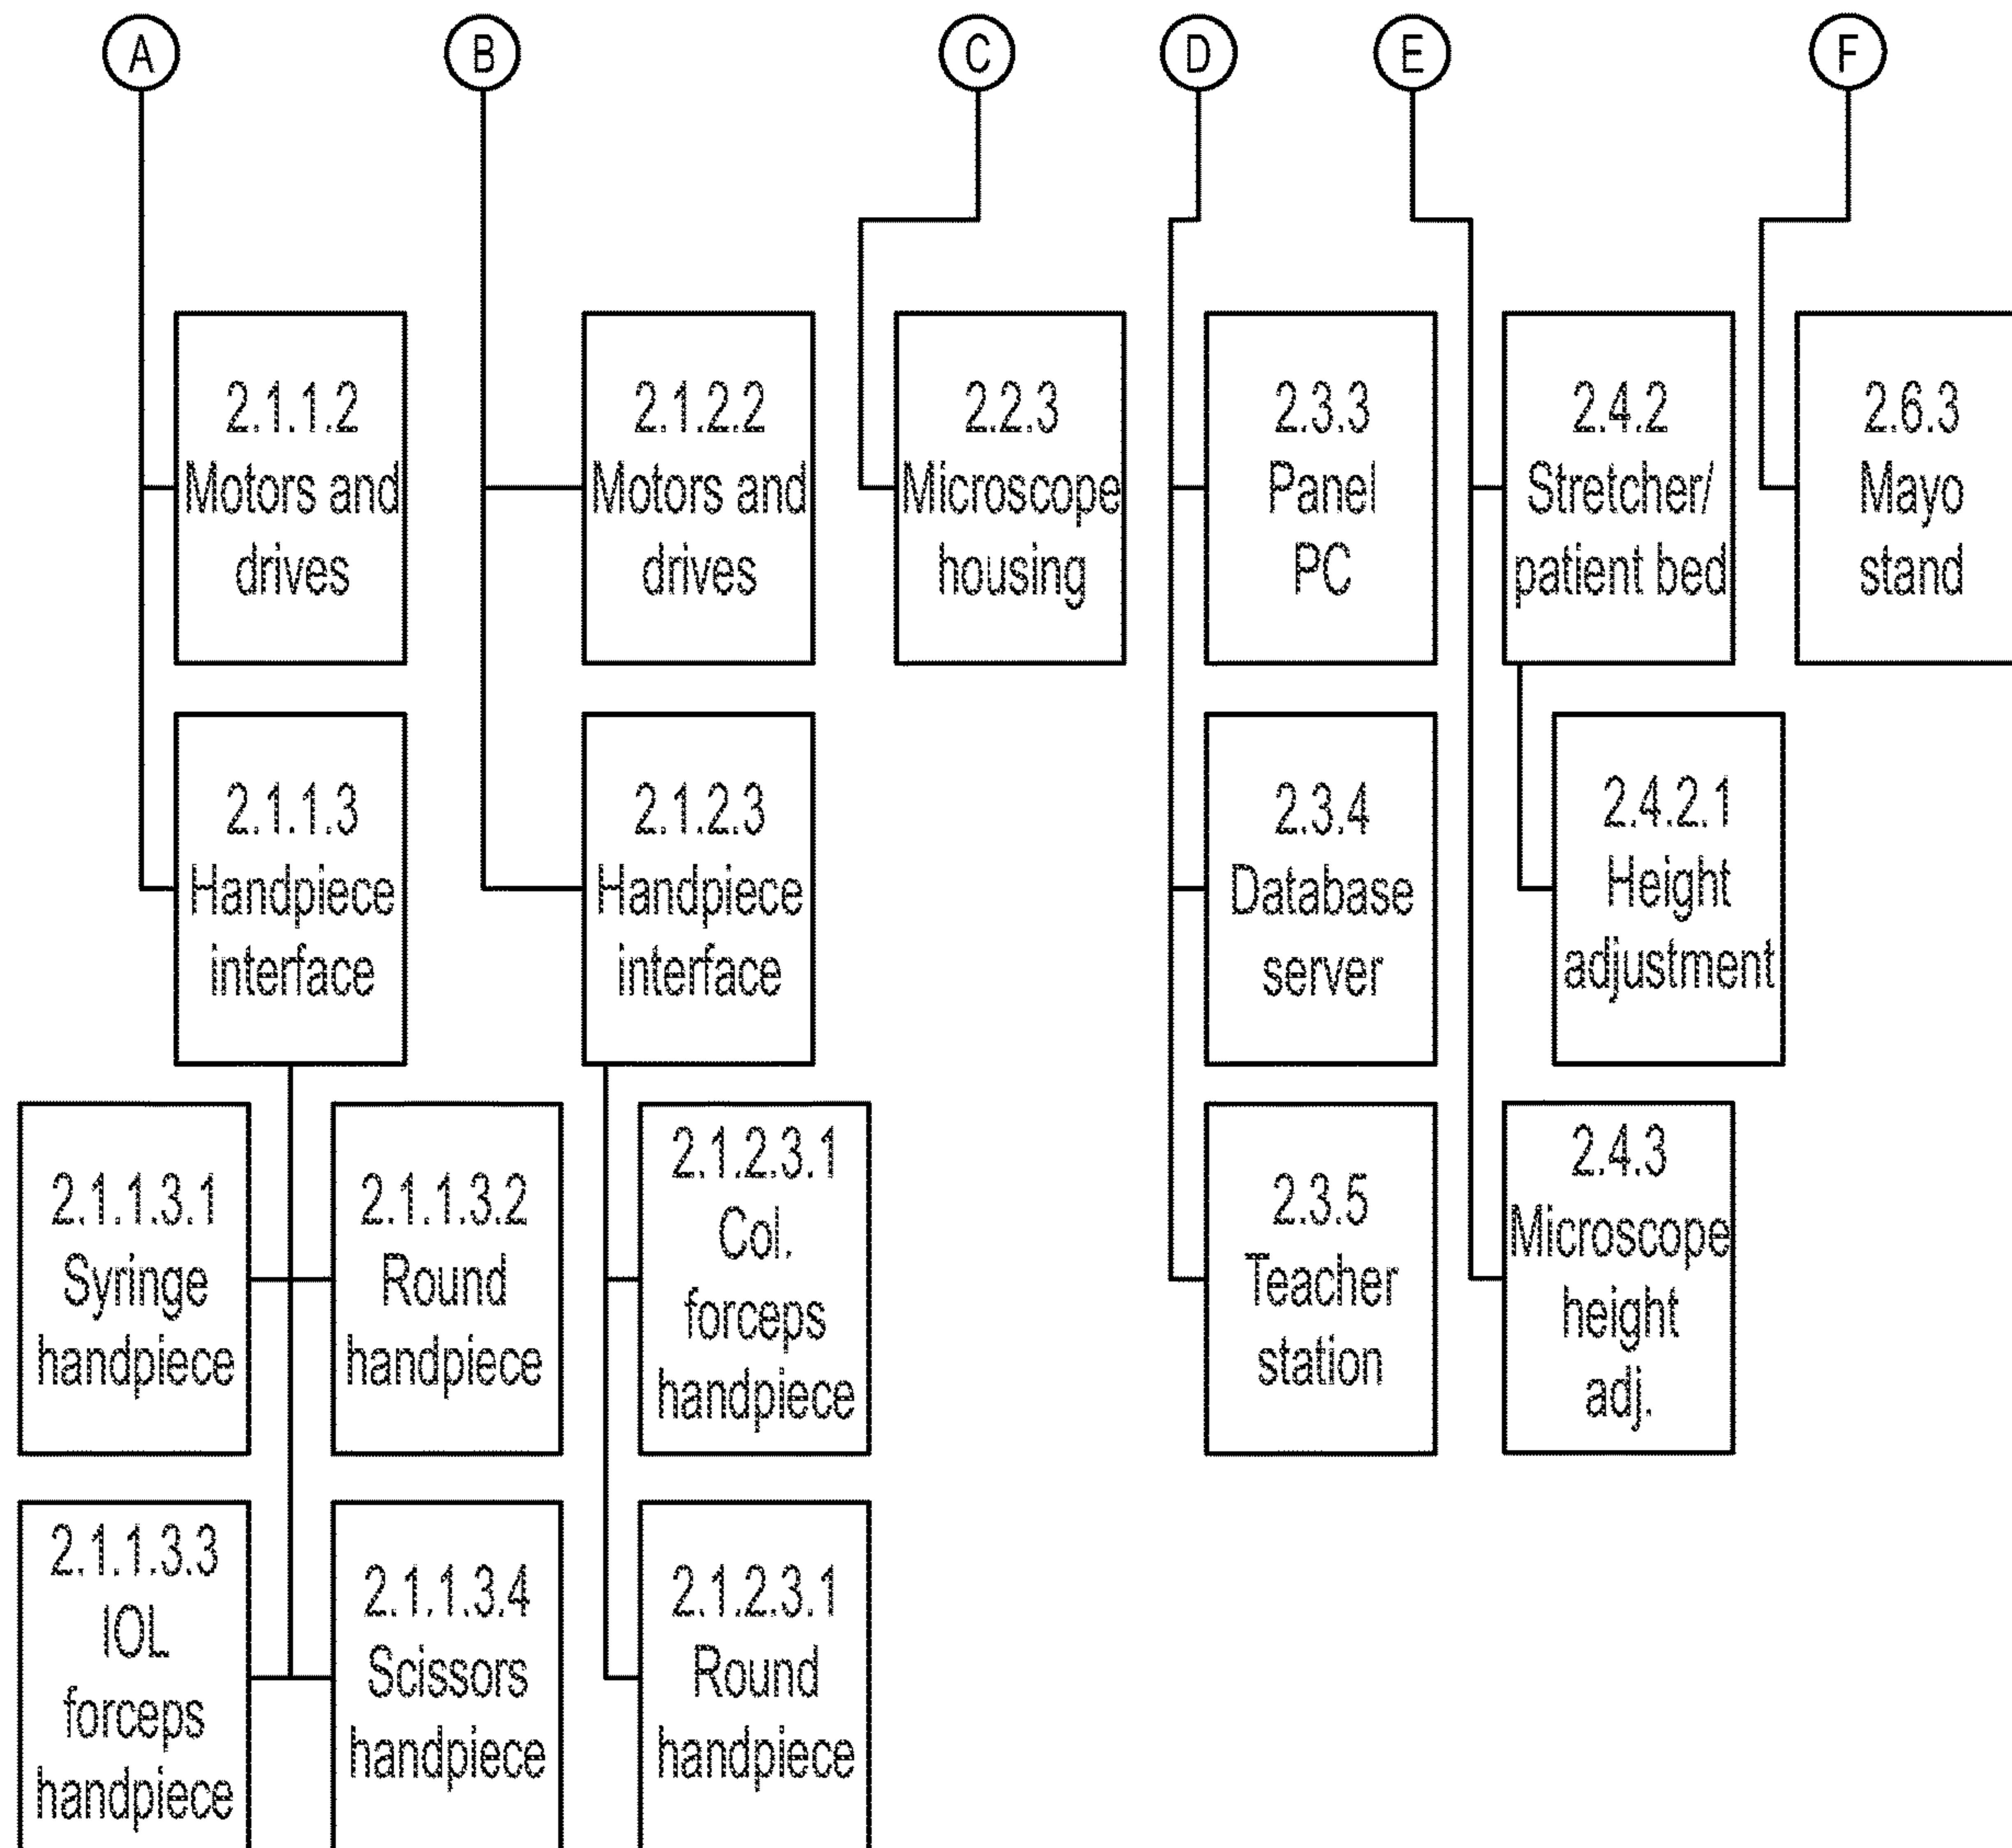 A
B
C
D
E
F
2.1.1.2
Motors and
drives
2.1.2.2
Motors and
drives
2.2.3
Microscope
housing
2.3.3
Panel
PC
2.4.2
Stretcher/
patient bed
2.6.3
Mayo
stand
2.1.1.3
Handpiece
interface
2.1.2.3
Handpiece
interface
2.3.4
Database
server
2.4.2.1
Height
adjustment
2.1.1.3.1
Syringe
handpiece
2.1.1.3.2
Round
handpiece
2.1.2.3.1
Col.
forceps
handpiece
2.3.5
Teacher
station
2.4.3
Microscope
height
adj.
2.1.1.3.3
IOL
forceps
handpiece
2.1.1.3.4
Scissors
handpiece
2.1.2.3.1
Round
handpiece